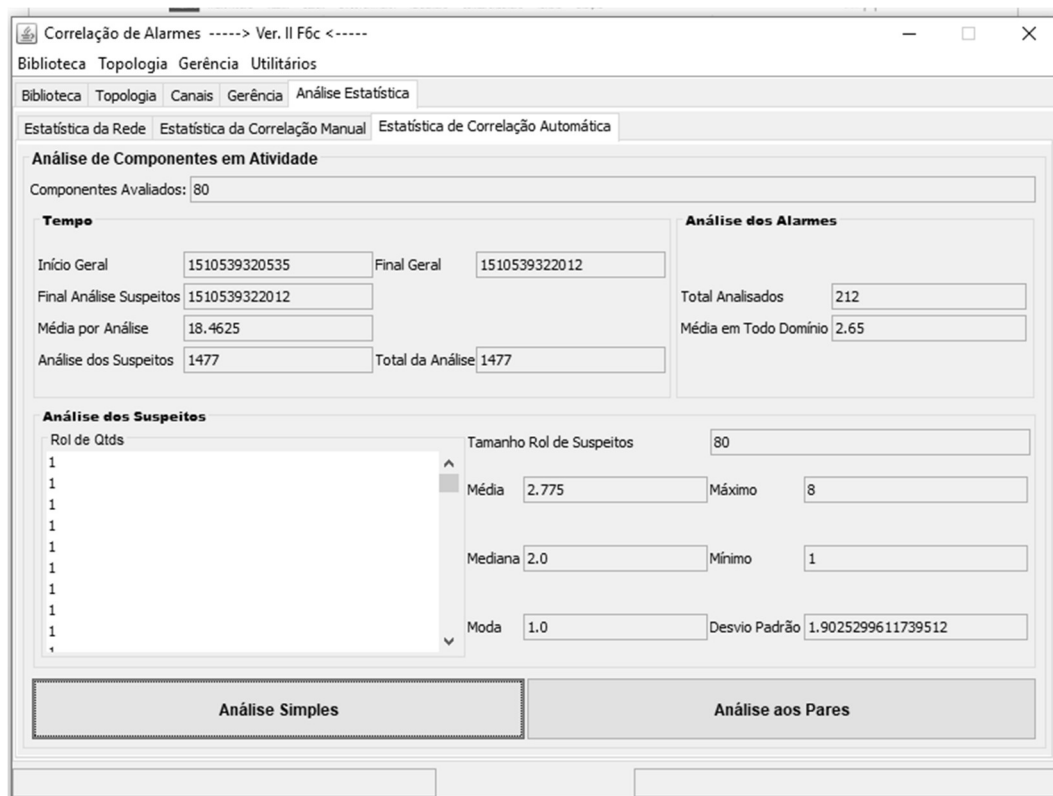 Correlação de Alarmes -----> Ver. II F6c <-----
Biblioteca Topologia Gerência Utilitários
Biblioteca Topologia Canais Gerência Análise Estatística
Estatística da Rede Estatística da Correlação Manual Estatística de Correlação Automática
Análise de Componentes em Atividade
Componentes Avaliados: 80
Tempo
Início Geral 1510539320535 Final Geral 1510539322012
Final Análise Suspeitos 1510539322012
Média por Análise 18.4625
Análise dos Suspeitos 1477 Total da Análise 1477
Análise dos Alarmes
Total Analisados 212
Média em Todo Domínio 2.65
Análise dos Suspeitos
Rol de Qtds
1
1
1
1
1
1
1
1
1
Tamanho Rol de Suspeitos 80
Média 2.775 Máximo 8
Mediana 2.0 Mínimo 1
Moda 1.0 Desvio Padrão 1.9025299611739512
Análise Simples Análise aos Pares